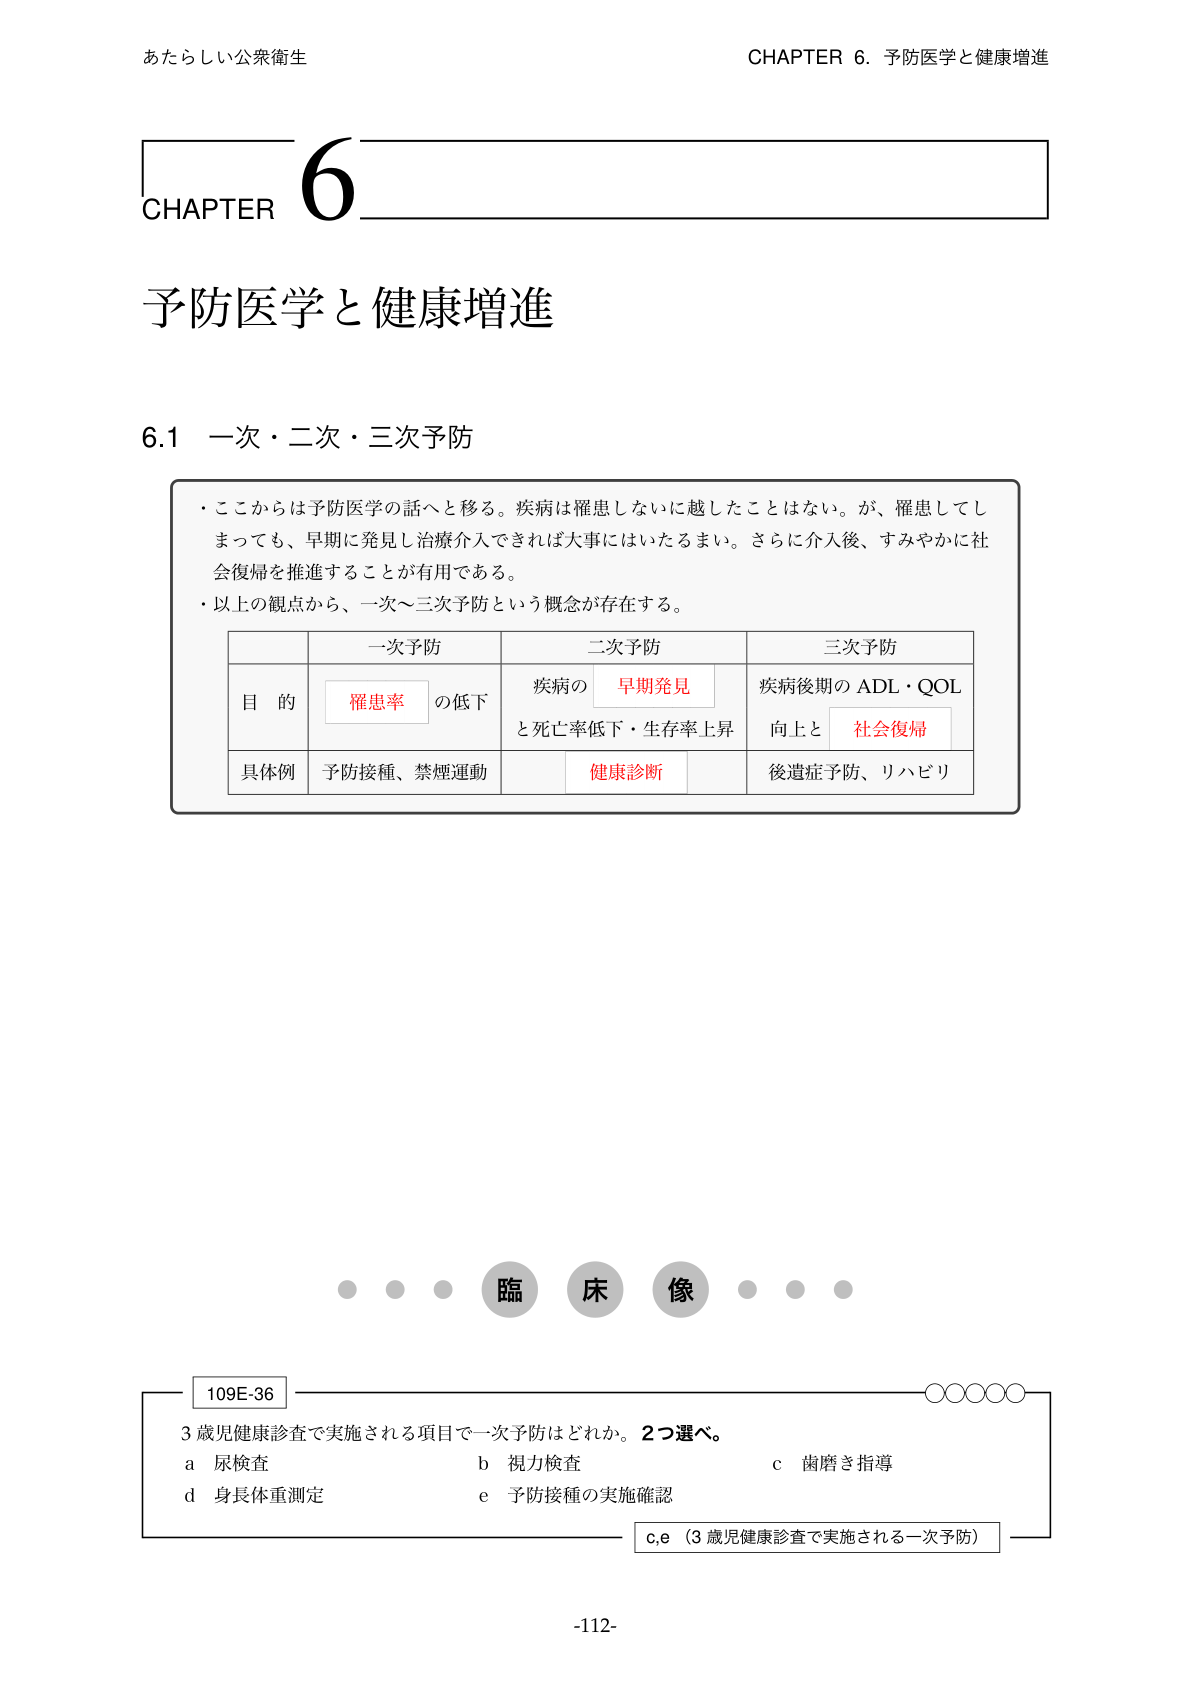 あたらしい公衆衛生
CHAPTER 6. 予防医学と健康増進
CHAPTER 6
予防医学と健康増進
6.1 一次・二次・三次予防
・ここからは予防医学の話へと移る。疾病は罹患しないに越したことはない。が、罹患してし
まっても、早期に発見し治療介入できれば大事にはいたるまい。さらに介入後、すみやかに社
会復帰を推進することが有用である。
・以上の観点から、一次〜三次予防という概念が存在する。
一次予防 二次予防 三次予防
目 的 罹患率 の低下 疾病の 早期発見 と死亡率低下・生存率上昇 疾病後期の ADL・QOL 向上と 社会復帰
具体例 予防接種、禁煙運動 健康診断 後遺症予防、リハビリ
臨 床 像
109E-36
3 歳児健康診査で実施される項目で一次予防はどれか。2つ選べ。
a 尿検査 b 視力検査 c 歯磨き指導
d 身長体重測定 e 予防接種の実施確認
c,e （3 歳児健康診査で実施される一次予防）
-112-